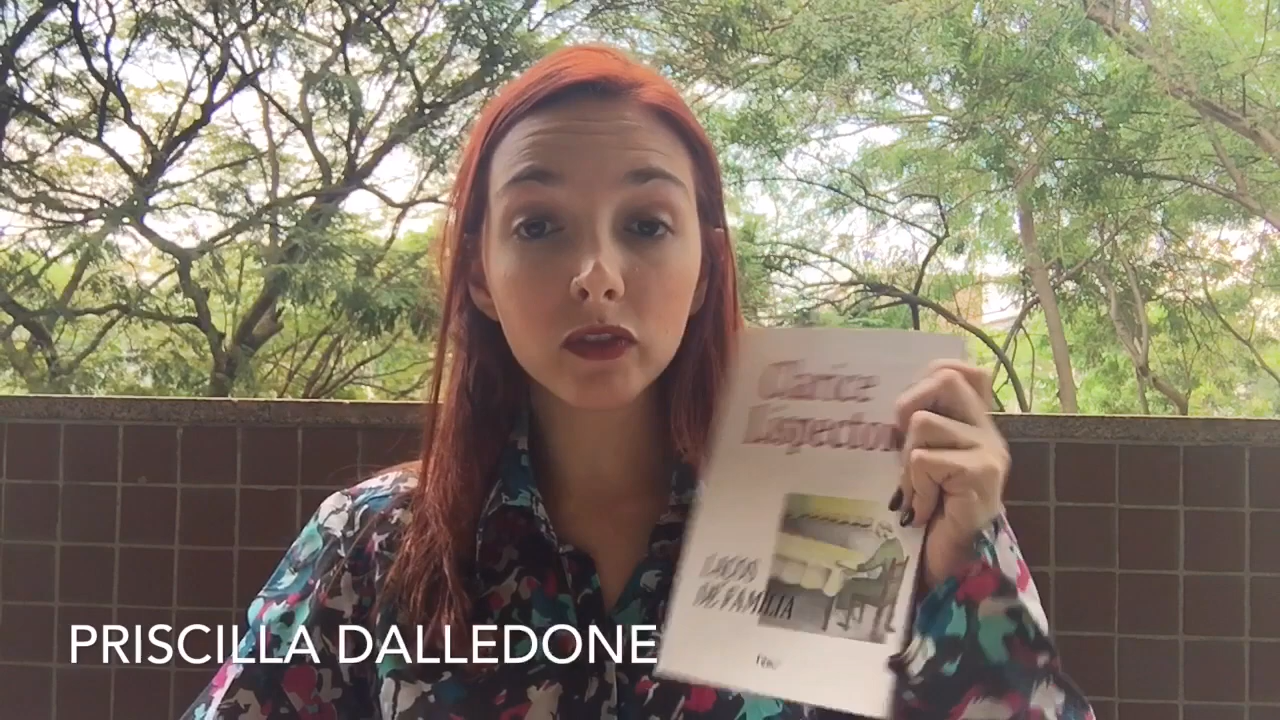 Clarice
Lispector
LAÇOS
DE FAMÍLIA
PRISCILLA DALLEDONE